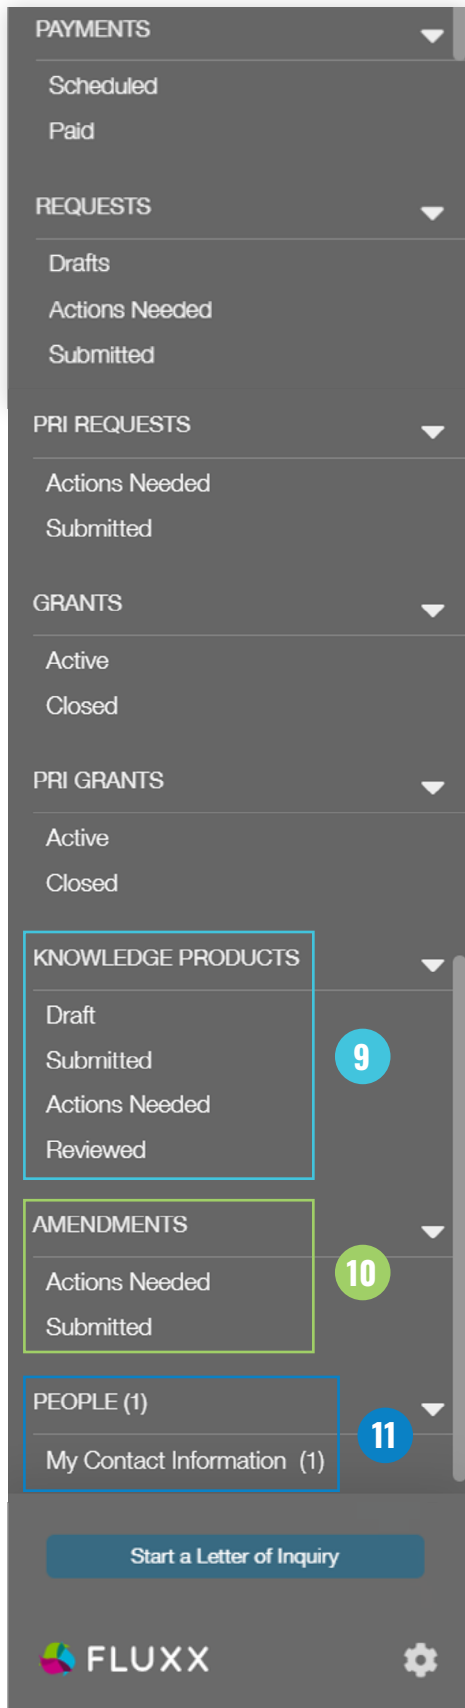 PAYMENTS
Scheduled
Paid
REQUESTS
Drafts
Actions Needed
Submitted
PRI REQUESTS
Actions Needed
Submitted
GRANTS
Active
Closed
PRI GRANTS
Active
Closed
KNOWLEDGE PRODUCTS
Draft
Submitted
9
Actions Needed
Reviewed
AMENDMENTS
Actions Needed
10
Submitted
PEOPLE (1)
11
My Contact Information (1)
Start a Letter of Inquiry
FLUXX